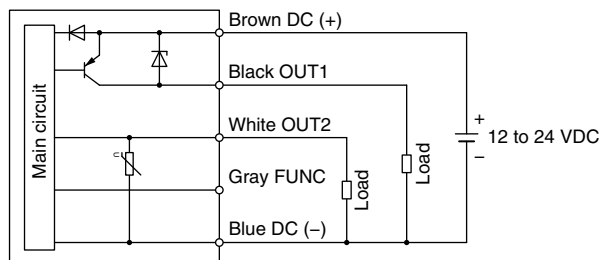 Brown DC (+)
Black OUT1
Main circuit
White OUT2
Gray FUNC
Blue DC (−)
Load
Load
+
12 to 24 VDC
−